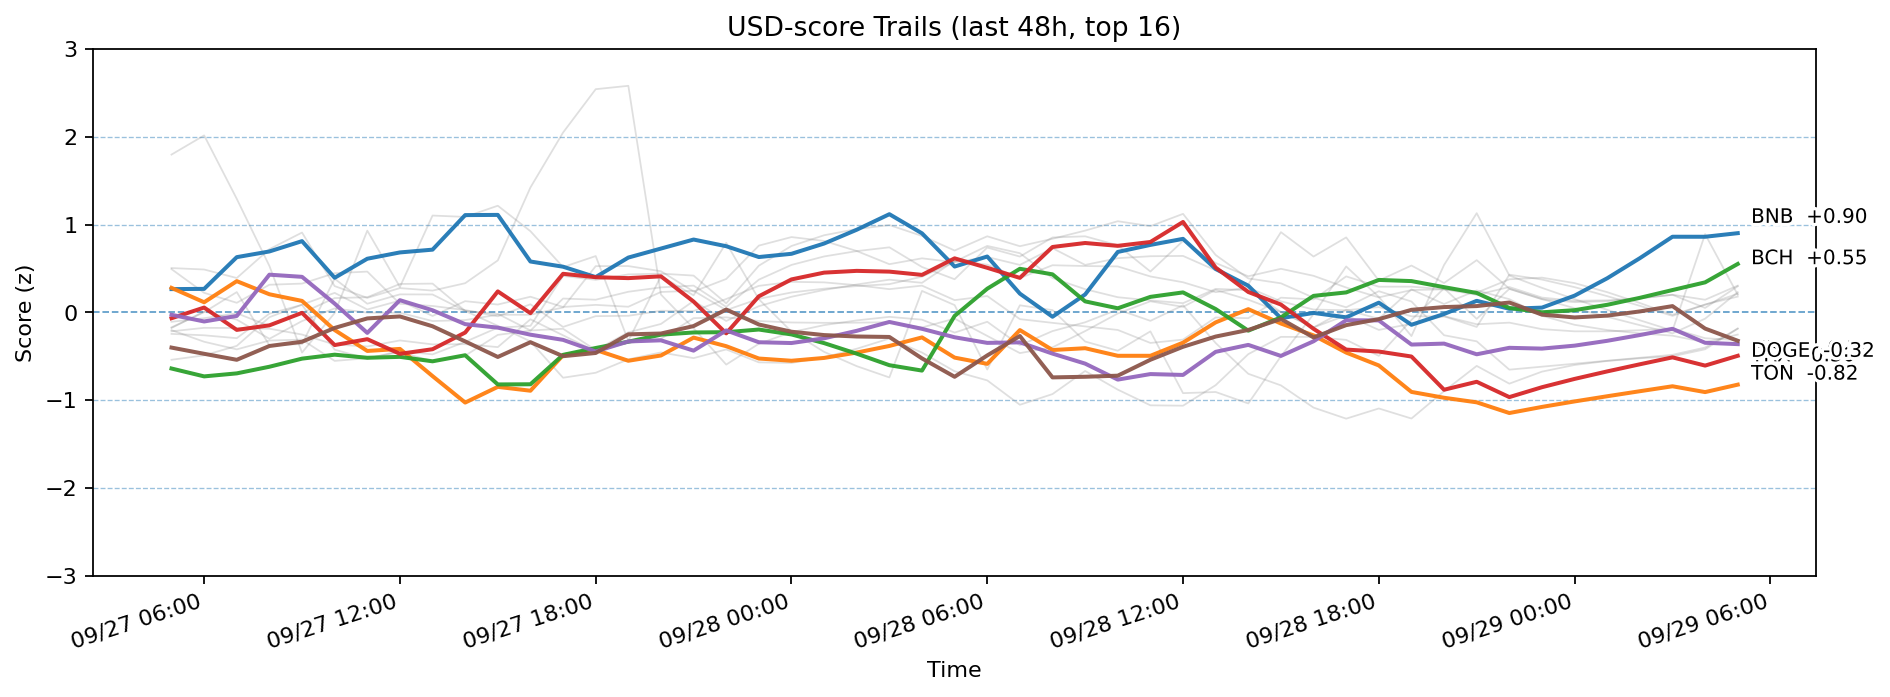 USD-score Trails (last 48h, top 16)
Score (z)
3
2
1
0
−1
−2
−3
BNB +0.90
BCH +0.55
DOGE -0.32
TON -0.82
09/27 06:00
09/27 12:00
09/27 18:00
09/28 00:00
09/28 06:00
09/28 12:00
09/28 18:00
09/29 00:00
09/29 06:00
Time